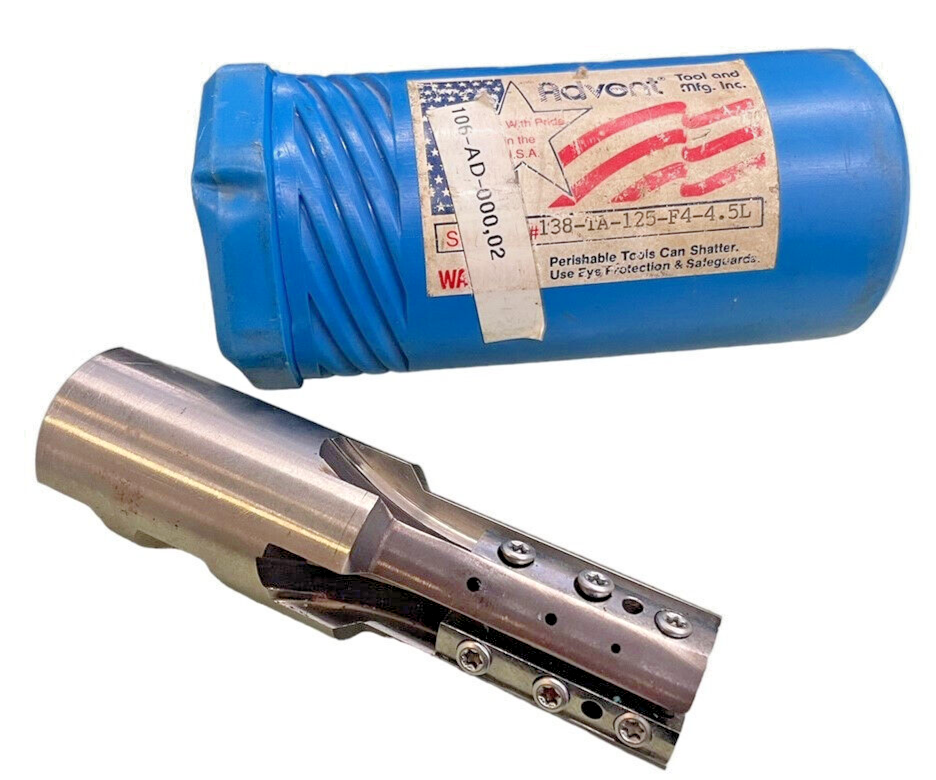 Advent® Tool and
Mfg. Inc.
With Pride
in the
U.S.A.
106-AD-000,02
#138-TA-125-F4-4.5L
Perishable Tools Can Shatter.
Use Eye Protection & Safeguards.